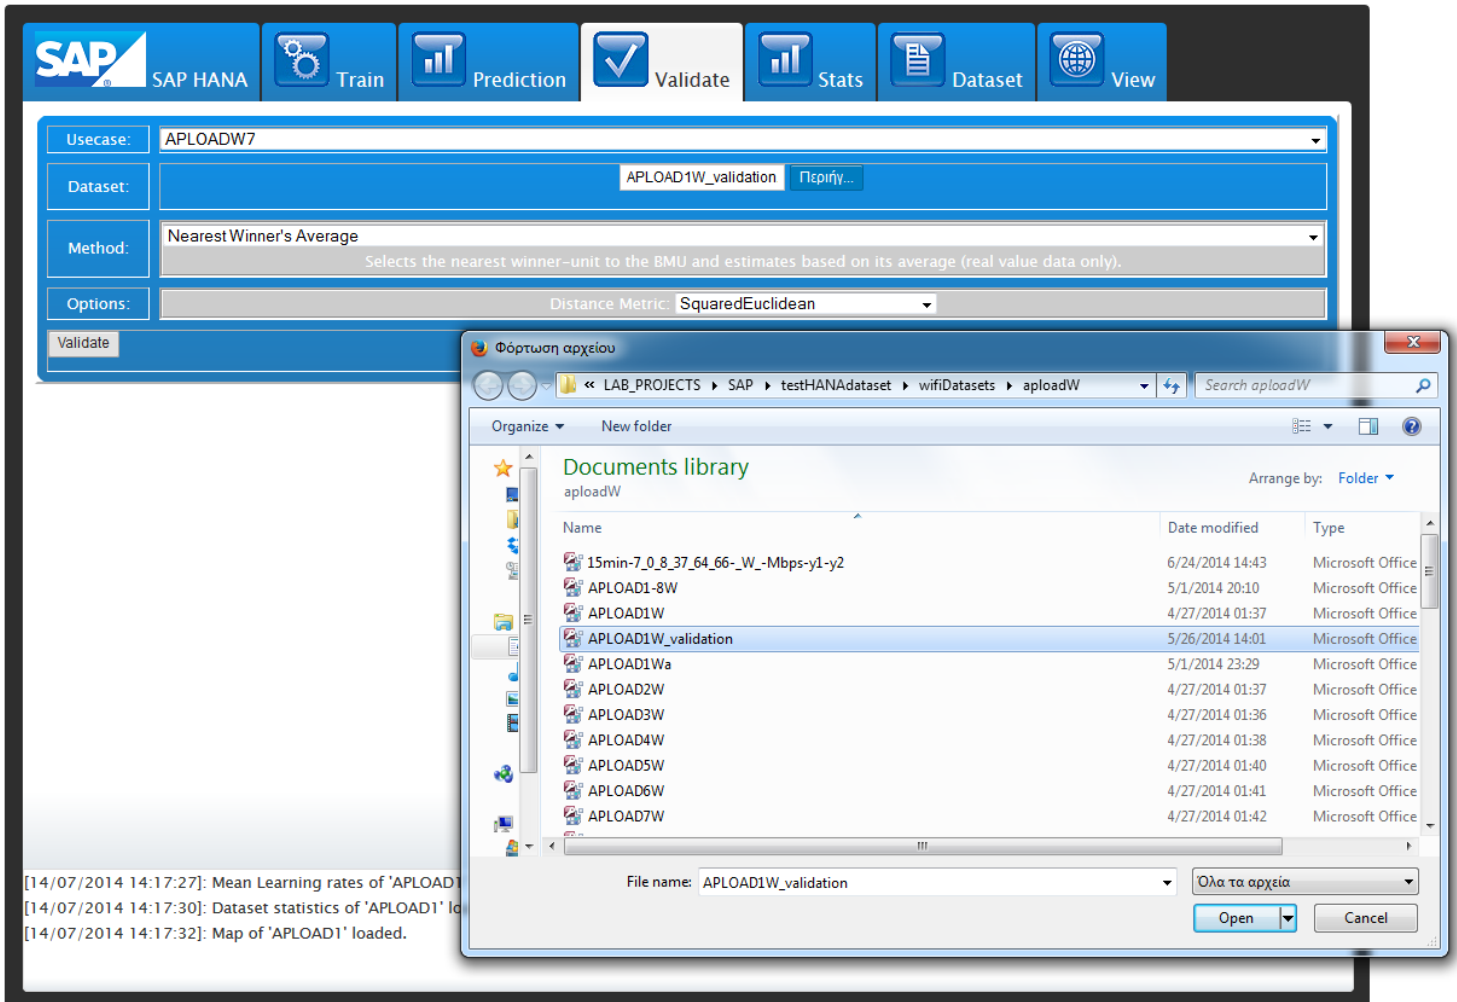 SAP
SAP HANA
Train
Prediction
Validate
Stats
Dataset
View
Usecase:
APLOADW7
Dataset:
APLOAD1W_validation
Περιήγ...
Method:
Nearest Winner's Average
Selects the nearest winner-unit to the BMU and estimates based on its average (real value data only).
Options:
Distance Metric: SquaredEuclidean
Validate
Φόρτωση αρχείου
« LAB_PROJECTS SAP testHANAdataset wifiDatasets aploadW
Search aploadW
Organize New folder
Documents library
aploadW
Arrange by: Folder
Name Date modified Type
15min-7_0_8_37_64_66-_W_-Mbps-y1-y2 6/24/2014 14:43 Microsoft Office
APLOAD1-8W 5/1/2014 20:10 Microsoft Office
APLOAD1W 4/27/2014 01:37 Microsoft Office
APLOAD1W_validation 5/26/2014 14:01 Microsoft Office
APLOAD1Wa 5/1/2014 23:29 Microsoft Office
APLOAD2W 4/27/2014 01:37 Microsoft Office
APLOAD3W 4/27/2014 01:36 Microsoft Office
APLOAD4W 4/27/2014 01:38 Microsoft Office
APLOAD5W 4/27/2014 01:40 Microsoft Office
APLOAD6W 4/27/2014 01:41 Microsoft Office
APLOAD7W 4/27/2014 01:42 Microsoft Office
File name: APLOAD1W_validation
Όλα τα αρχεία
Open Cancel
[14/07/2014 14:17:27]: Mean Learning rates of 'APLOAD1
[14/07/2014 14:17:30]: Dataset statistics of 'APLOAD1' lo
[14/07/2014 14:17:32]: Map of 'APLOAD1' loaded.